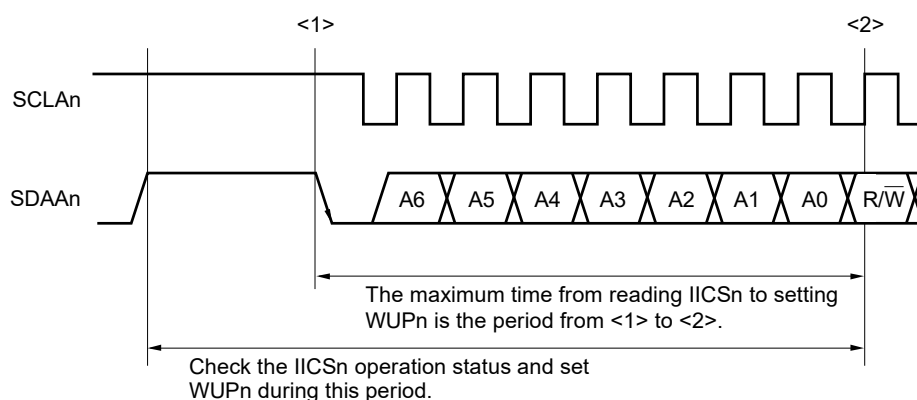 <1> <2>
SCLAn
SDAAn A6 A5 A4 A3 A2 A1 A0 R/W̅
The maximum time from reading IICSn to setting
WUPn is the period from <1> to <2>.
Check the IICSn operation status and set
WUPn during this period.